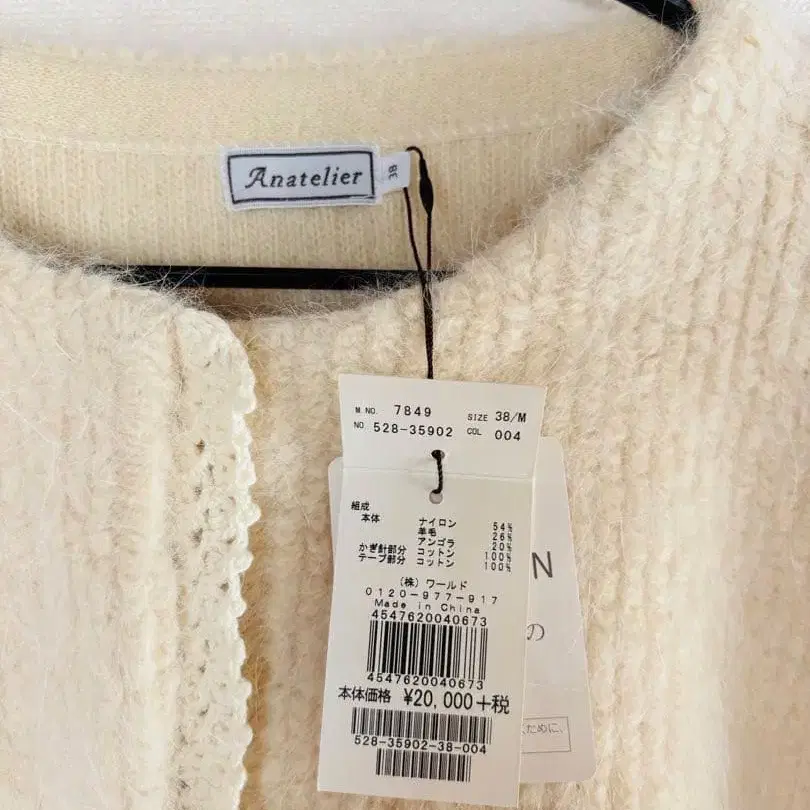 Anatelier
38
M.NO. 7849 SIZE 38/M
NO 528-35902 COL 004
組成
本体 ナイロン 54%
羊毛 26%
アンゴラ 20%
かぎ針部分 コットン 100%
テープ部分 コットン 100%
(株) ワールド
0120-977-917
Made in China
4547620040673
4547620040673
本体価格 ¥20,000+税
528-35902-38-004
N
の
ために、